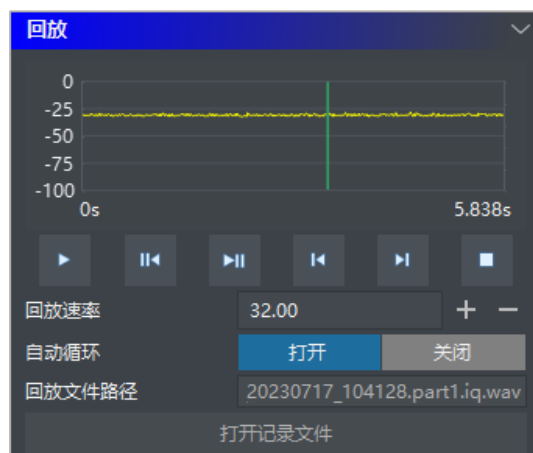 回放
0
-25
-50
-75
-100
0s 5.838s
回放速率 32.00
自动循环 打开 关闭
回放文件路径 20230717_104128.part1.iq.wav
打开记录文件